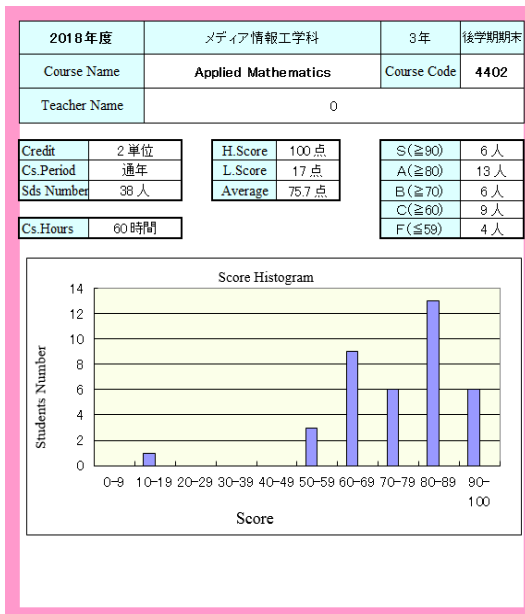 2018年度 メディア情報工学科 3年 後学期期末
Course Name Applied Mathematics Course Code 4402
Teacher Name 0
Credit 2単位
Cs.Period 通年
Sds Number 38人
Cs.Hours 60時間
H.Score 100点
L.Score 17点
Average 75.7点
S(≧90) 6人
A(≧80) 13人
B(≧70) 6人
C(≧60) 9人
F(≦59) 4人
Score Histogram
Students Number
14
12
10
8
6
4
2
0
0-9 10-19 20-29 30-39 40-49 50-59 60-69 70-79 80-89 90-
100
Score